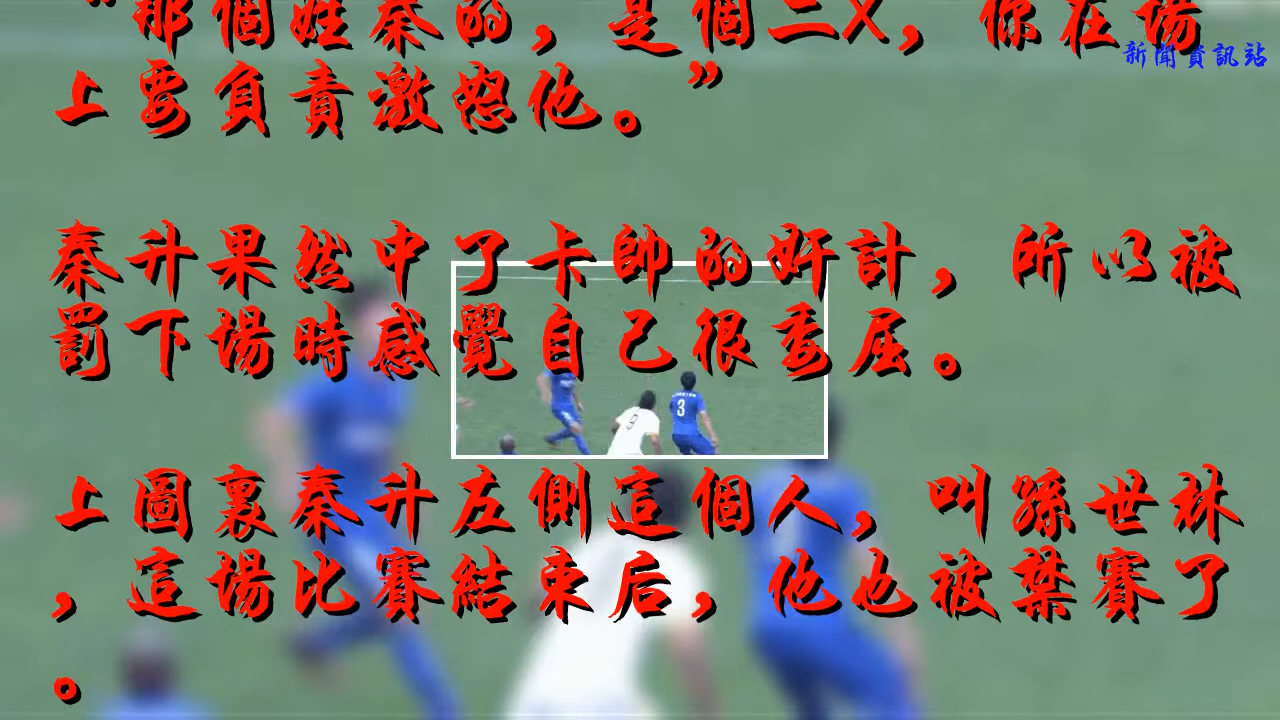 “那個姓秦的，是個二X，你在場
新聞資訊站
上要負責激怒他。”
秦升果然中了卡帥的奸計，所以被
罰下場時感覺自己很委屈。
3
9
上圖裏秦升左側這個人，叫孫世林
，這場比賽結束后，他也被禁賽了
。